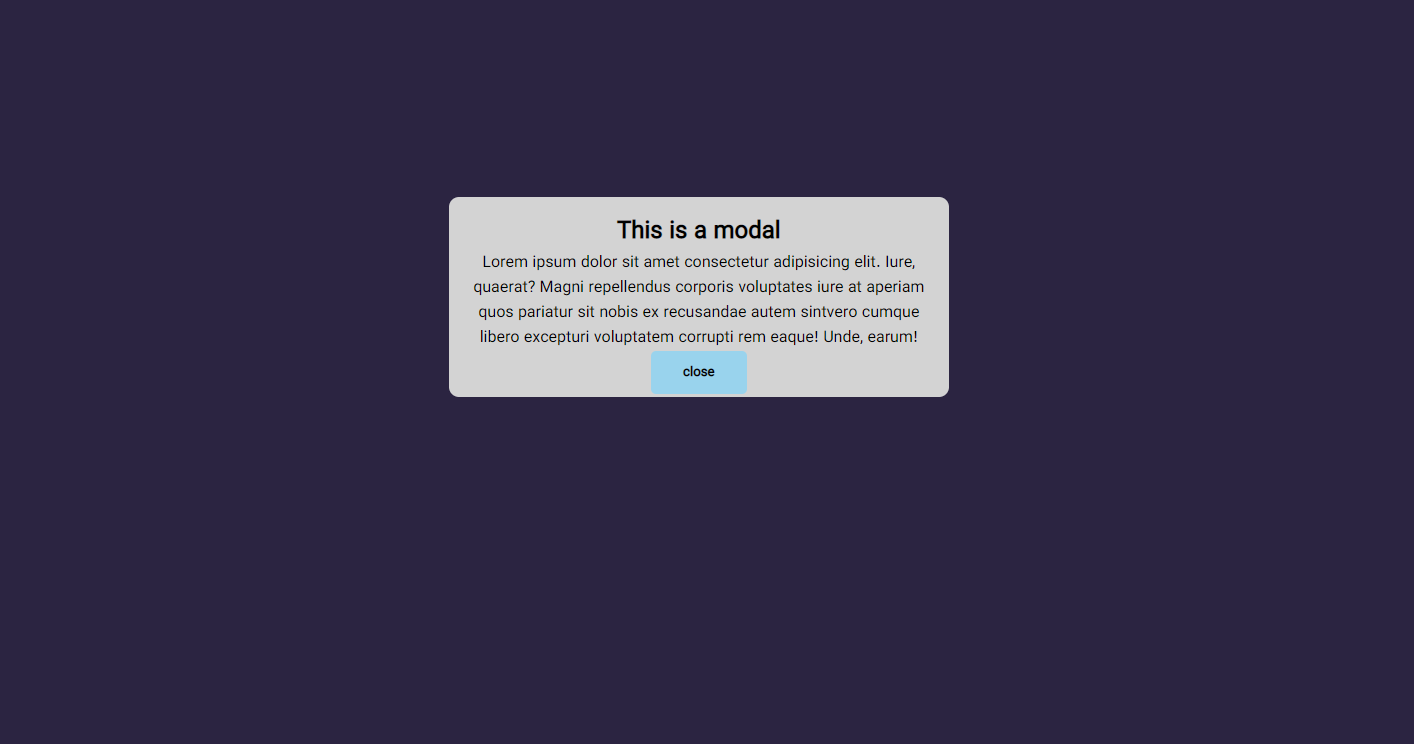 This is a modal
Lorem ipsum dolor sit amet consectetur adipisicing elit. Iure,
quaerat? Magni repellendus corporis voluptates iure at aperiam
quos pariatur sit nobis ex recusandae autem sintvero cumque
libero excepturi voluptatem corrupti rem eaque! Unde, earum!
close